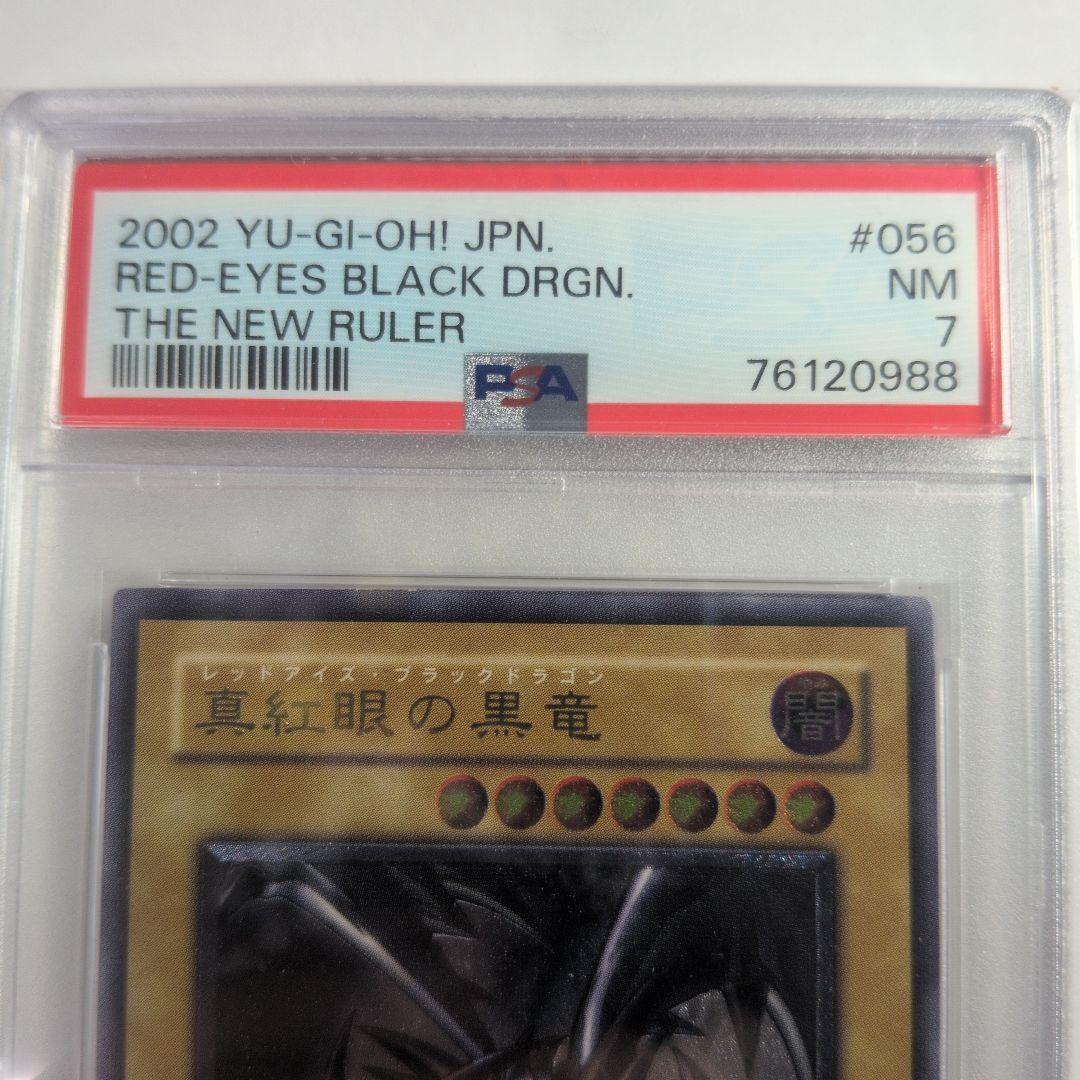 2002 YU-GI-OH! JPN. #056
RED-EYES BLACK DRGN. NM
THE NEW RULER 7
PSA 76120988
レッドアイズ・ブラックドラゴン
真紅眼の黒竜 闇